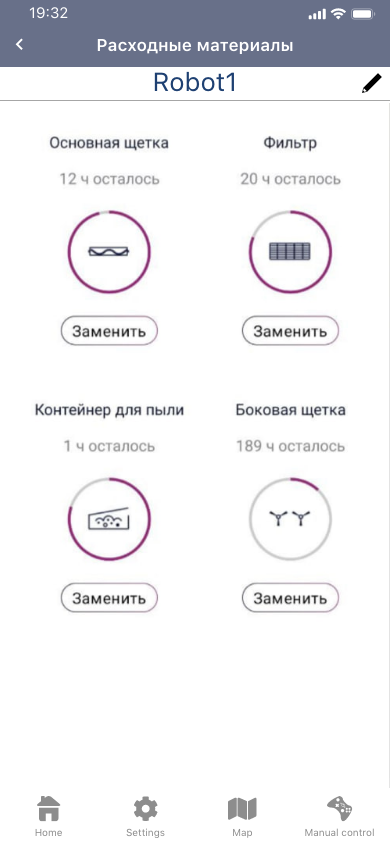 19:32
Расходные материалы
Robot1
Основная щетка
12 ч осталось
Заменить
Фильтр
20 ч осталось
Заменить
Контейнер для пыли
1 ч осталось
Заменить
Боковая щетка
189 ч осталось
Заменить
Home
Settings
Map
Manual control